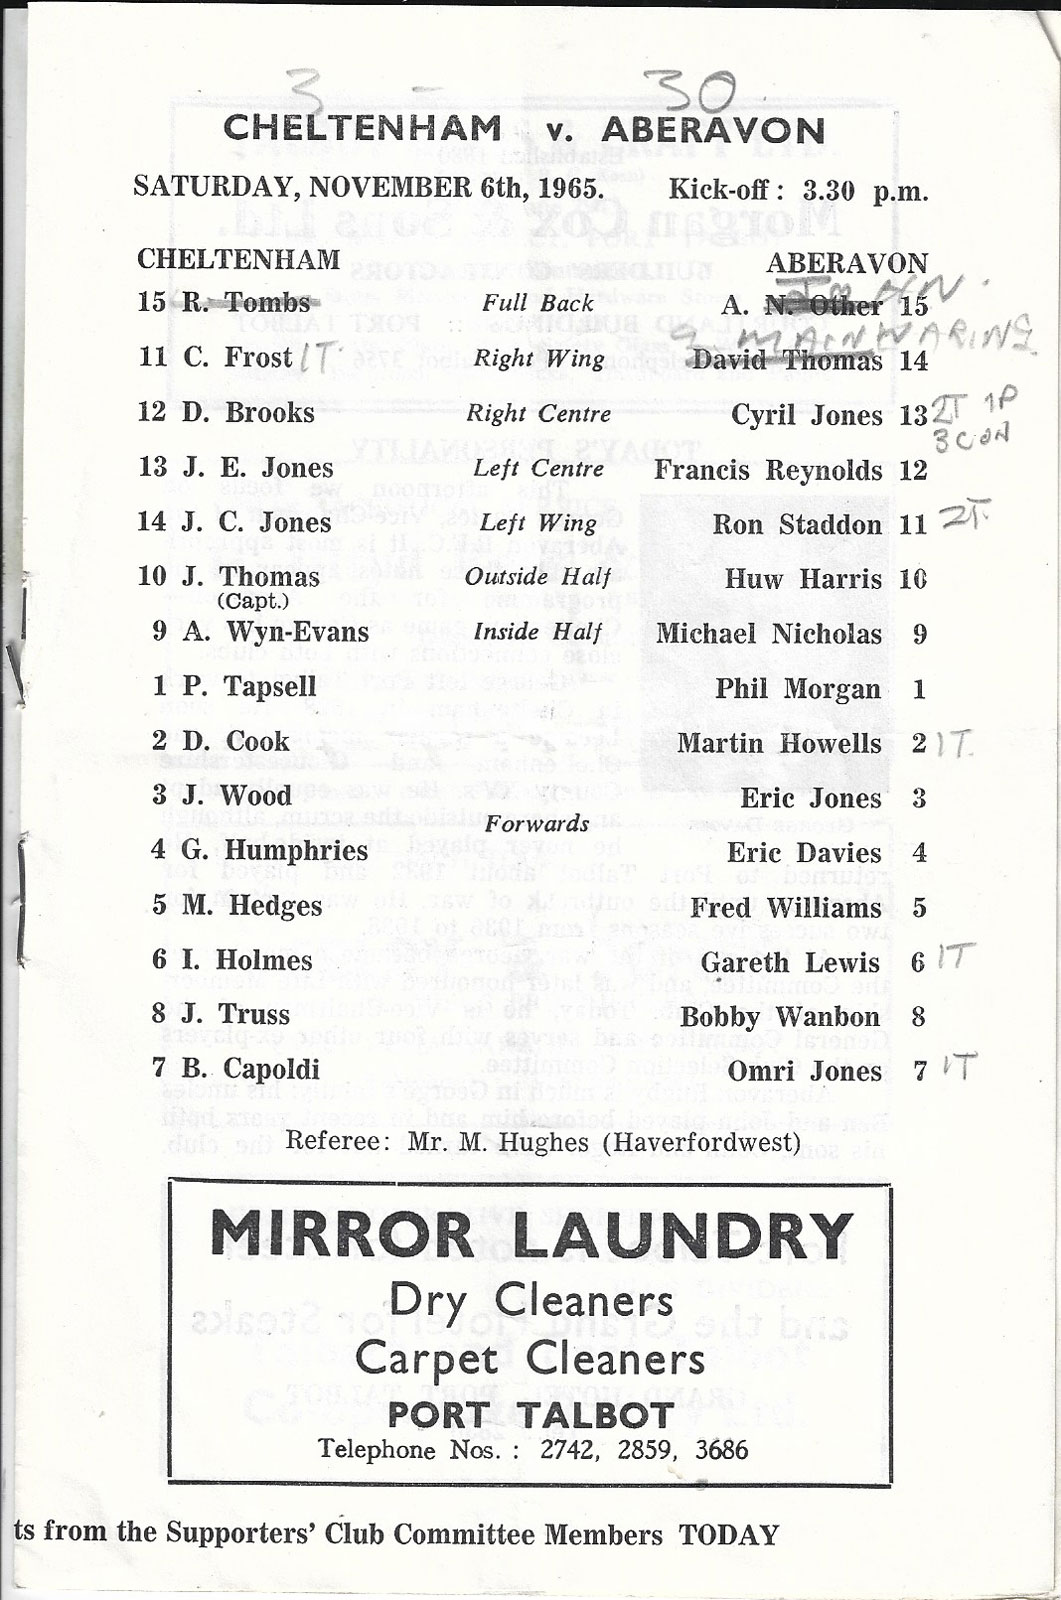 3 - 30
CHELTENHAM v. ABERAVON
SATURDAY, NOVEMBER 6th, 1965. Kick-off: 3.30 p.m.
CHELTENHAM ABERAVON
15 R. Tombs Full Back A. N. Other 15
MAINWARING
11 C. Frost 1T Right Wing David Thomas 14
12 D. Brooks Right Centre Cyril Jones 13 2T 1P
3 CON
13 J. E. Jones Left Centre Francis Reynolds 12
14 J. C. Jones Left Wing Ron Staddon 11 2T.
10 J. Thomas Outside Half Huw Harris 10
(Capt.)
9 A. Wyn-Evans Inside Half Michael Nicholas 9
1 P. Tapsell Phil Morgan 1
2 D. Cook Martin Howells 2 1T.
3 J. Wood Eric Jones 3
Forwards
4 G. Humphries Eric Davies 4
5 M. Hedges Fred Williams 5
6 I. Holmes Gareth Lewis 6 1T
8 J. Truss Bobby Wanbon 8
7 B. Capoldi Omri Jones 7 1T
Referee: Mr. M. Hughes (Haverfordwest)
MIRROR LAUNDRY
Dry Cleaners
Carpet Cleaners
PORT TALBOT
Telephone Nos. : 2742, 2859, 3686
ts from the Supporters' Club Committee Members TODAY